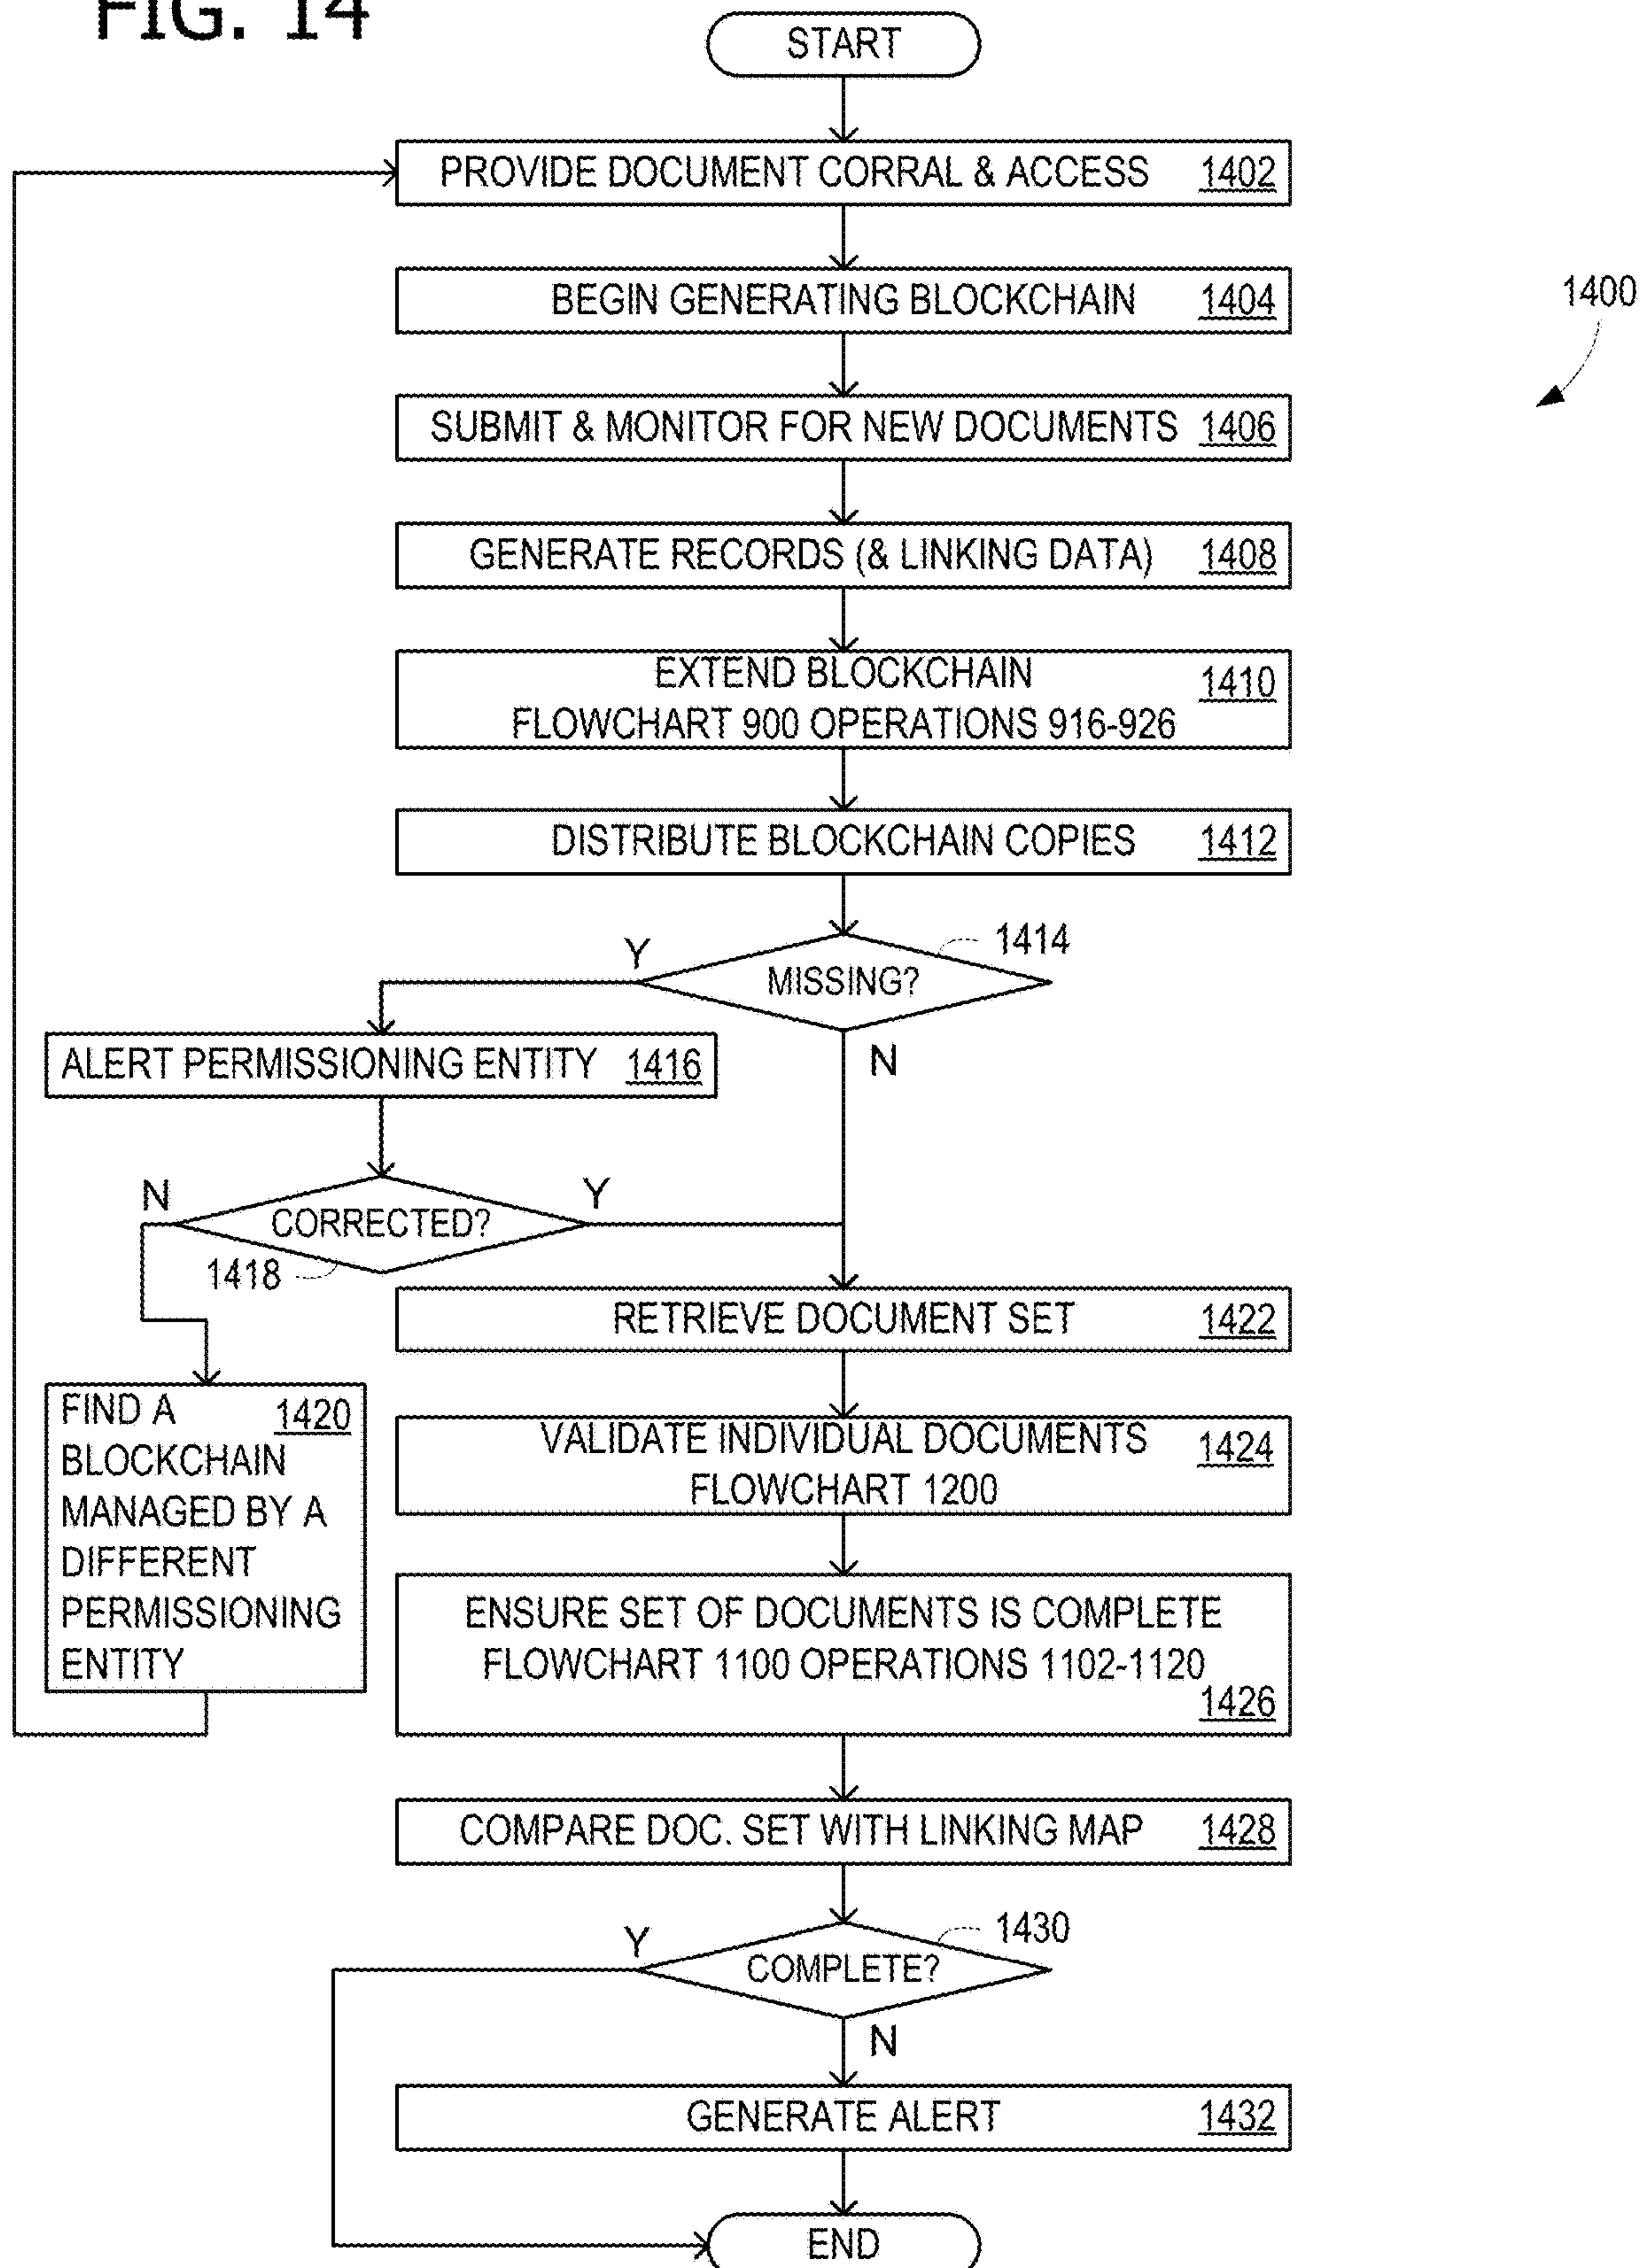 FIG. 14
START
PROVIDE DOCUMENT CORRAL & ACCESS 1402
BEGIN GENERATING BLOCKCHAIN 1404
1400
SUBMIT & MONITOR FOR NEW DOCUMENTS 1406
GENERATE RECORDS (& LINKING DATA) 1408
EXTEND BLOCKCHAIN 1410
FLOWCHART 900 OPERATIONS 916-926
DISTRIBUTE BLOCKCHAIN COPIES 1412
1414
Y
MISSING?
N
ALERT PERMISSIONING ENTITY 1416
N
Y
CORRECTED?
1418
RETRIEVE DOCUMENT SET 1422
FIND A 1420
BLOCKCHAIN
MANAGED BY A
DIFFERENT
PERMISSIONING
ENTITY
VALIDATE INDIVIDUAL DOCUMENTS 1424
FLOWCHART 1200
ENSURE SET OF DOCUMENTS IS COMPLETE
FLOWCHART 1100 OPERATIONS 1102-1120
1426
COMPARE DOC. SET WITH LINKING MAP 1428
1430
Y
COMPLETE?
N
GENERATE ALERT 1432
END